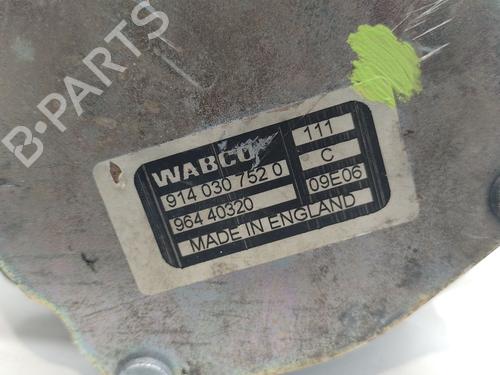 B-PARTS
WABCO 111
914 030 752 0 C
964 40320 09E06
MADE IN ENGLAND